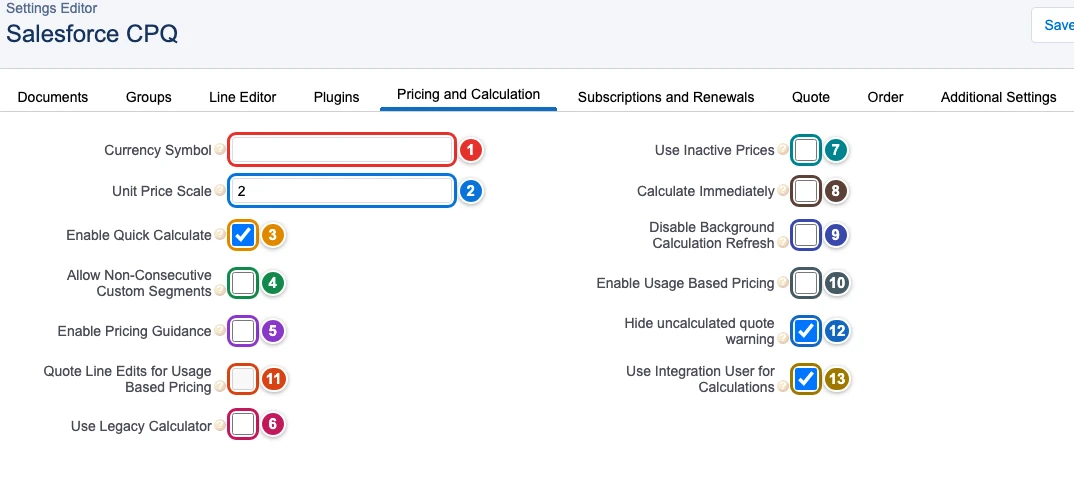 Settings Editor
Salesforce CPQ
Save
Documents Groups Line Editor Plugins Pricing and Calculation Subscriptions and Renewals Quote Order Additional Settings
Currency Symbol ? 1
Unit Price Scale ? 2 2
Enable Quick Calculate ? 3
Allow Non-Consecutive
Custom Segments ? 4
Enable Pricing Guidance ? 5
Quote Line Edits for Usage
Based Pricing ? 11
Use Legacy Calculator ? 6
Use Inactive Prices ? 7
Calculate Immediately ? 8
Disable Background
Calculation Refresh ? 9
Enable Usage Based Pricing ? 10
Hide uncalculated quote
warning ? 12
Use Integration User for
Calculations ? 13